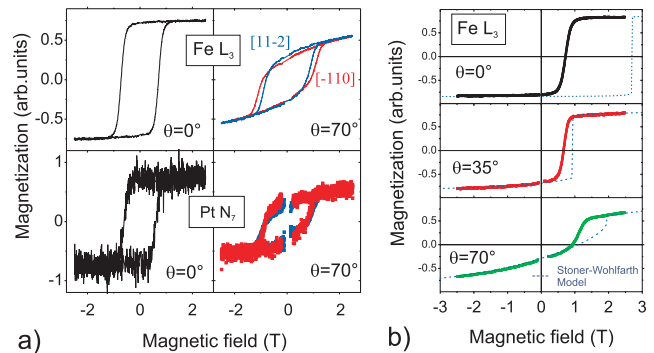 Fe L3
θ=0°
[11-2]
[-110]
θ=70°
Pt N7
θ=0°
θ=70°
Magnetization (arb.units)
0.5
0.0
-0.5
1
0
-1
-2 0 2 -2 0 2
Magnetic field (T)
a)
Fe L3
θ=0°
θ=35°
θ=70°
Stoner-Wohlfarth
Model
Magnetization (arb.units)
0.5
0.0
-0.5
0.5
0.0
-0.5
0.5
0.0
-0.5
-3 -2 -1 0 1 2 3
Magnetic field (T)
b)